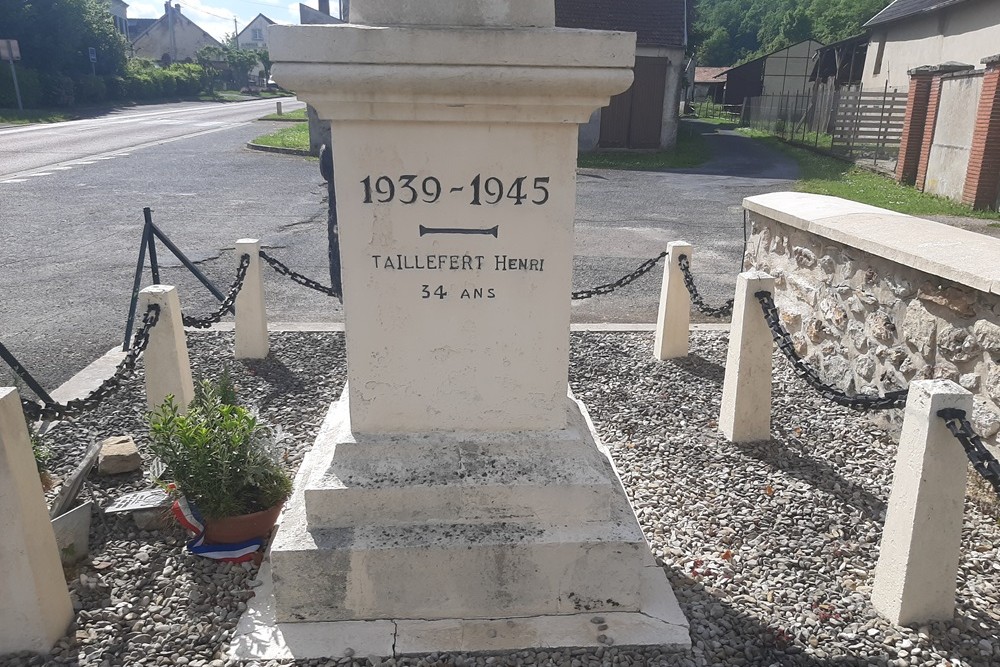 1939-1945
TAILLEFERT HENRI
34 ANS